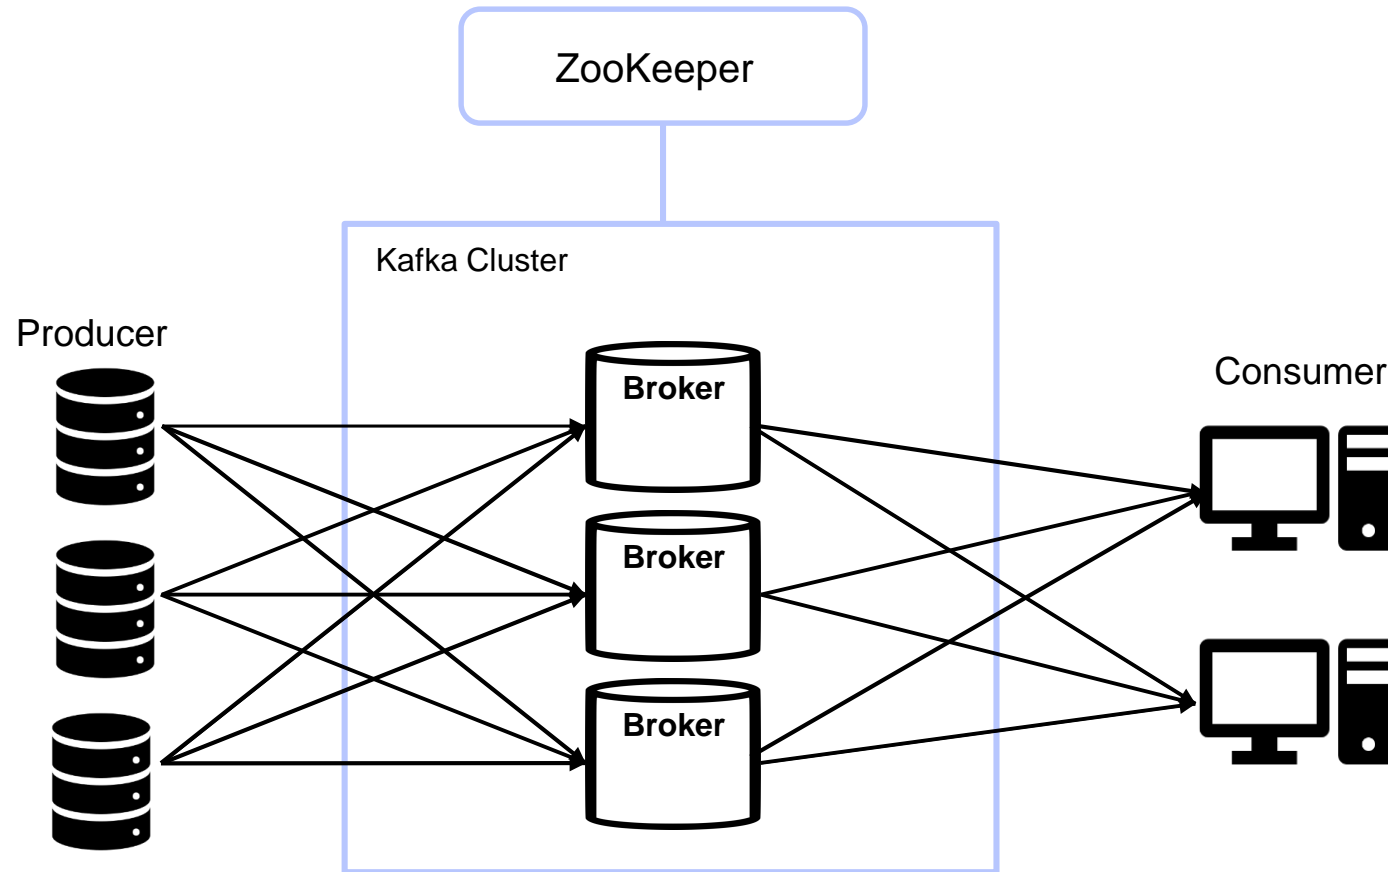 ZooKeeper
Kafka Cluster
Producer
Consumer
Broker
Broker
Broker